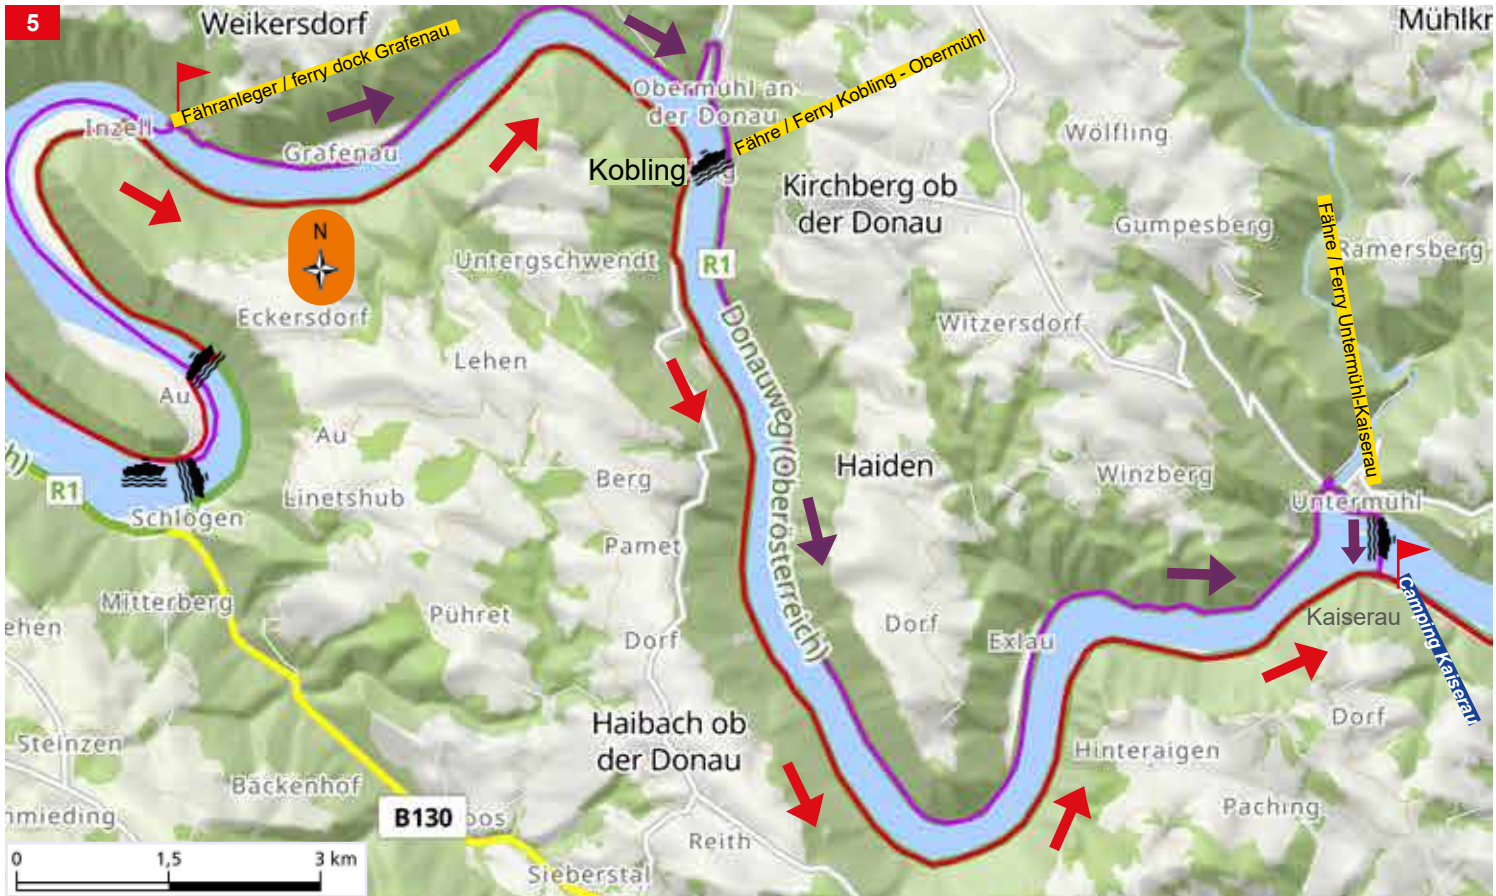 5
Weikersdorf
Mühlkr
Fähranleger / ferry dock Grafenau
Fähre / Ferry Kobling - Obermühl
Obermühl an
der Donau
Inzell
Grafenau
Wölfling
Kobling
Kirchberg ob
der Donau
N
Gumpesberg
Ramersberg
Fähre / Ferry Untermühl-Kaiserau
Untergschwendt
R1
Eckersdorf
Witzersdorf
Donauweg (Oberösterreich)
Lehen
Au
Au
h)
R1
Haiden
Winzberg
Berg
Linetshub
Schlögen
Untermühl
Pamet
Mitterberg
Pühret
ehen
Dorf
Dorf
Exlau
Kaiserau
Camping Kaiserau
Dorf
Steinzen
Haibach ob
der Donau
Hinteraigen
Backenhof
Paching
hmieding
B130
oos
Reith
0 1,5 3 km
Sieberstal